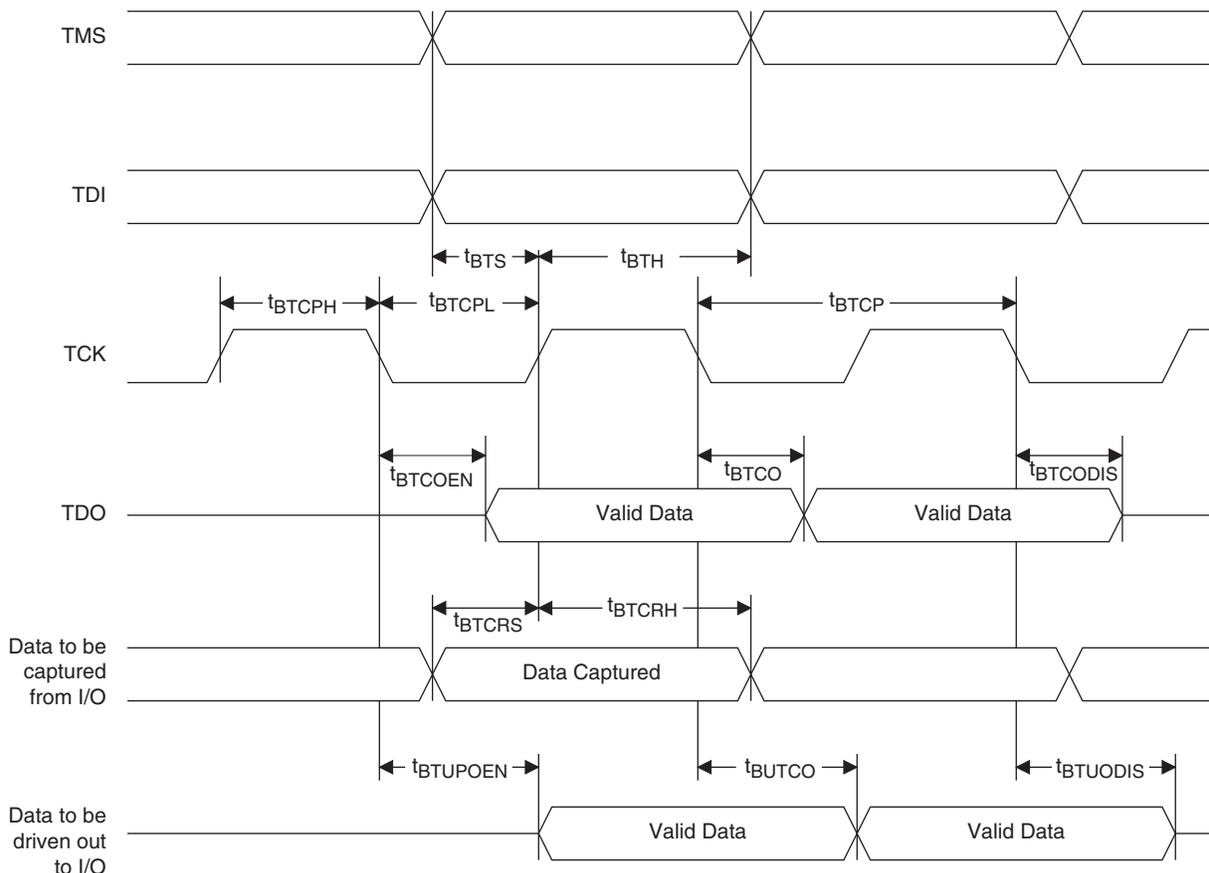 TMS
TDI
tBTS
tBTH
tBTCPH
tBTCPL
tBTCP
TCK
tBTCOEN
tBTCO
tBTCODIS
TDO
Valid Data
Valid Data
tBTCRS
tBTCRH
Data to be
captured
from I/O
Data Captured
tBTUPOEN
tBUTCO
tBTUODIS
Data to be
driven out
to I/O
Valid Data
Valid Data